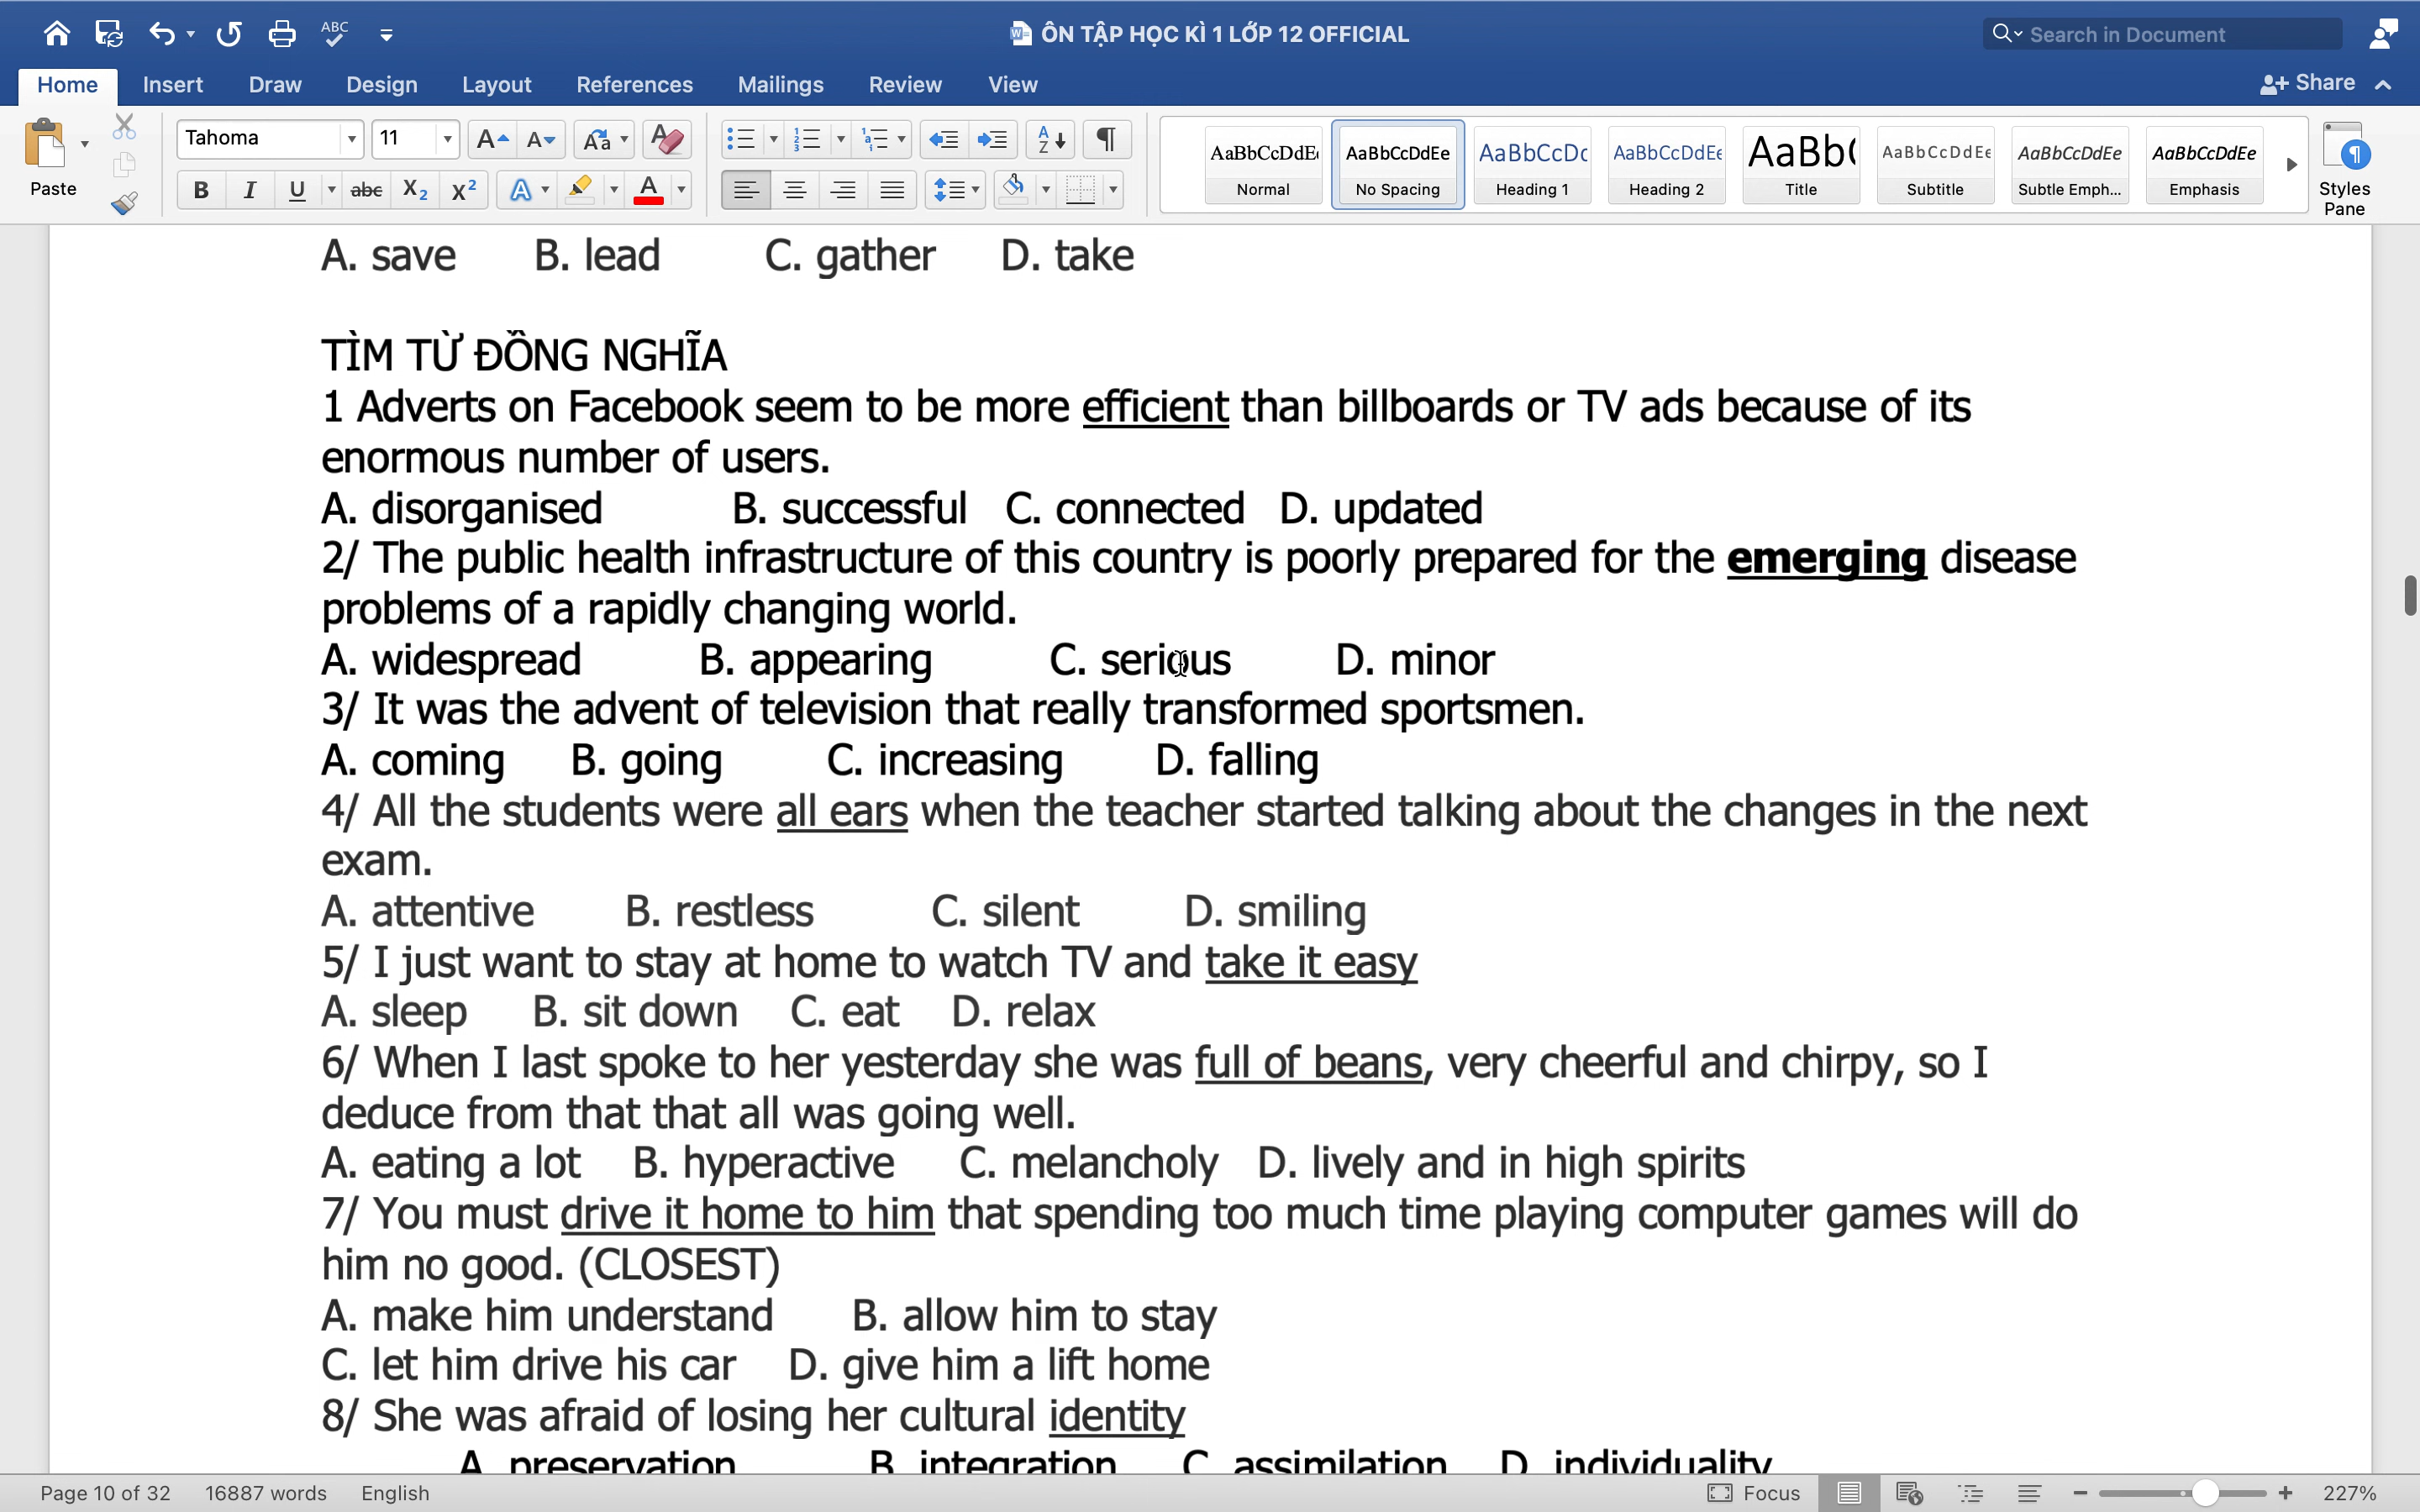 ABC
ÔN TẬP HỌC KÌ 1 LỚP 12 OFFICIAL
Search in Document
Home Insert Draw Design Layout References Mailings Review View Share
Paste
Tahoma 11
AaBbCcDdEe Normal
AaBbCcDdEe No Spacing
AaBbCcDc Heading 1
AaBbCcDdEe Heading 2
AaBb( Title
AaBbCcDdEe Subtitle
AaBbCcDdEe Subtle Emph...
AaBbCcDdEe Emphasis
Styles Pane
A. save B. lead C. gather D. take
TÌM TỪ ĐỒNG NGHĨA
1 Adverts on Facebook seem to be more efficient than billboards or TV ads because of its
enormous number of users.
A. disorganised B. successful C. connected D. updated
2/ The public health infrastructure of this country is poorly prepared for the emerging disease
problems of a rapidly changing world.
A. widespread B. appearing C. serious D. minor
3/ It was the advent of television that really transformed sportsmen.
A. coming B. going C. increasing D. falling
4/ All the students were all ears when the teacher started talking about the changes in the next
exam.
A. attentive B. restless C. silent D. smiling
5/ I just want to stay at home to watch TV and take it easy
A. sleep B. sit down C. eat D. relax
6/ When I last spoke to her yesterday she was full of beans, very cheerful and chirpy, so I
deduce from that that all was going well.
A. eating a lot B. hyperactive C. melancholy D. lively and in high spirits
7/ You must drive it home to him that spending too much time playing computer games will do
him no good. (CLOSEST)
A. make him understand B. allow him to stay
C. let him drive his car D. give him a lift home
8/ She was afraid of losing her cultural identity
A. preservation B. integration C. assimilation D. individuality
Page 10 of 32 16887 words English Focus 227%